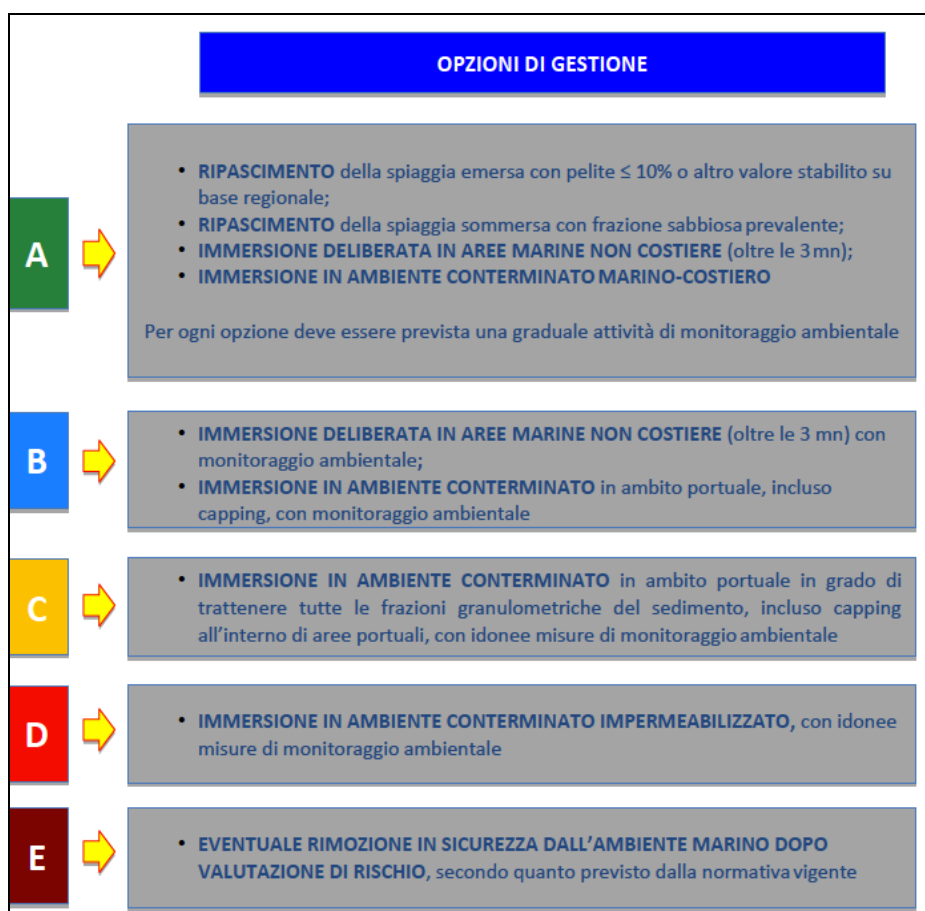 OPZIONI DI GESTIONE
A
• RIPASCIMENTO della spiaggia emersa con pelite ≤ 10% o altro valore stabilito su
base regionale;
• RIPASCIMENTO della spiaggia sommersa con frazione sabbiosa prevalente;
• IMMERSIONE DELIBERATA IN AREE MARINE NON COSTIERE (oltre le 3 mn);
• IMMERSIONE IN AMBIENTE CONTERMINATO MARINO-COSTIERO
Per ogni opzione deve essere prevista una graduale attività di monitoraggio ambientale
B
• IMMERSIONE DELIBERATA IN AREE MARINE NON COSTIERE (oltre le 3 mn) con
monitoraggio ambientale;
• IMMERSIONE IN AMBIENTE CONTERMINATO in ambito portuale, incluso
capping, con monitoraggio ambientale
C
• IMMERSIONE IN AMBIENTE CONTERMINATO in ambito portuale in grado di
trattenere tutte le frazioni granulometriche del sedimento, incluso capping
all'interno di aree portuali, con idonee misure di monitoraggio ambientale
D
• IMMERSIONE IN AMBIENTE CONTERMINATO IMPERMEABILIZZATO, con idonee
misure di monitoraggio ambientale
E
• EVENTUALE RIMOZIONE IN SICUREZZA DALL'AMBIENTE MARINO DOPO
VALUTAZIONE DI RISCHIO, secondo quanto previsto dalla normativa vigente